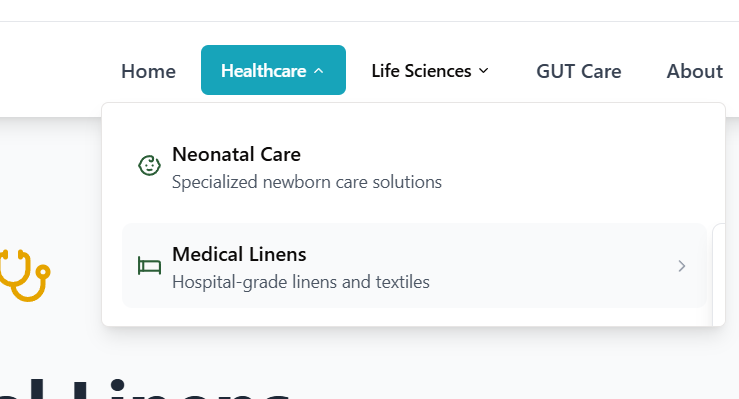 Home Healthcare Life Sciences GUT Care About
Neonatal Care
Specialized newborn care solutions
Medical Linens
Hospital-grade linens and textiles
Linens